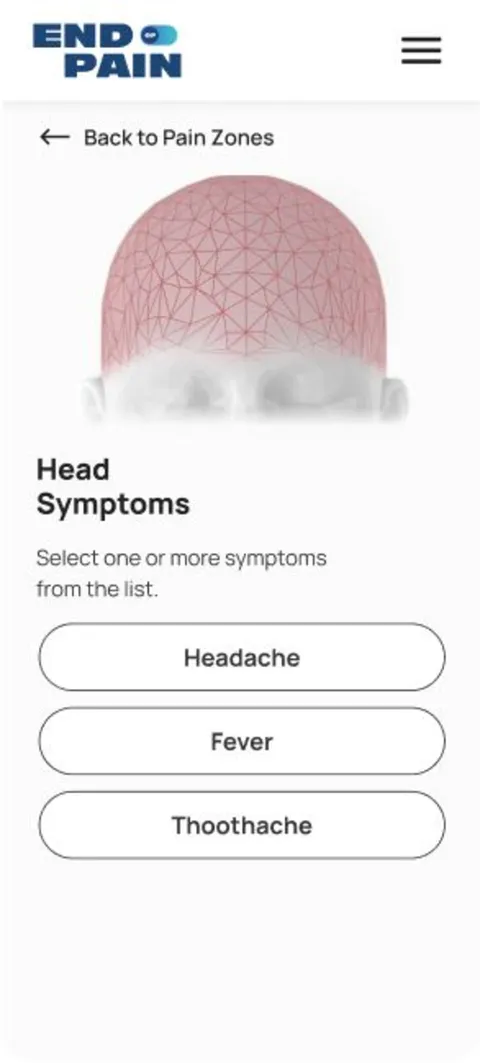 END
PAIN
Back to Pain Zones
Head
Symptoms
Select one or more symptoms
from the list.
Headache
Fever
Thoothache